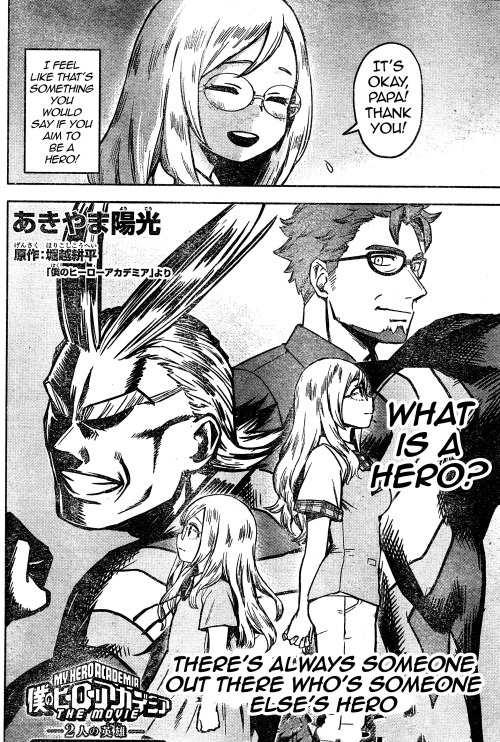 I FEEL
LIKE THAT'S
SOMETHING
YOU
WOULD
SAY IF YOU
AIM TO
BE A
HERO!
IT'S
OKAY,
PAPA!
THANK
YOU!
あきやま陽光
原作：堀越耕平
「僕のヒーローアカデミア」より
WHAT
IS A
HERO?
THERE'S ALWAYS SOMEONE
OUT THERE WHO'S SOMEONE
ELSE'S HERO
MY HERO ACADEMIA
僕のヒーローアカデミア
THE MOVIE
２人の英雄